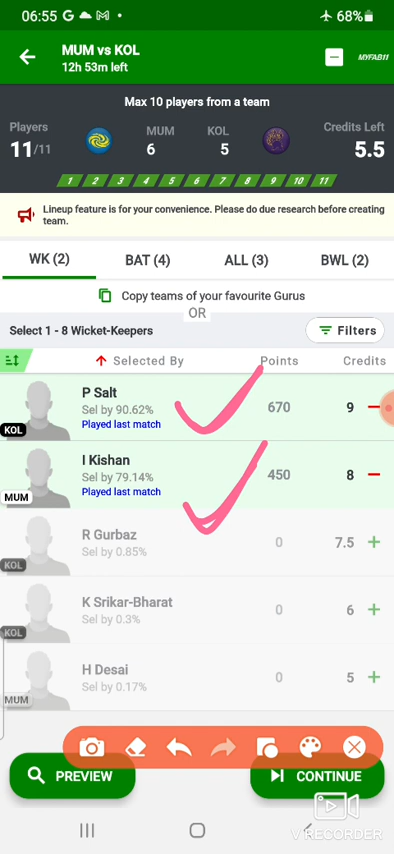 06:55
68%
MUM vs KOL
12h 53m left
MYFAB11
Max 10 players from a team
Players
MUM
KOL
Credits Left
11/11
6
5
5.5
1 2 3 4 5 6 7 8 9 10 11
Lineup feature is for your convenience. Please do due research before creating
team.
WK (2)
BAT (4)
ALL (3)
BWL (2)
Copy teams of your favourite Gurus
OR
Select 1 - 8 Wicket-Keepers
Filters
Selected By
Points
Credits
P Salt
Sel by 90.62%
Played last match
KOL
670
9
I Kishan
Sel by 79.14%
Played last match
MUM
450
8
R Gurbaz
Sel by 0.85%
KOL
0
7.5
K Srikar-Bharat
Sel by 0.3%
KOL
0
6
H Desai
Sel by 0.17%
MUM
0
5
PREVIEW
CONTINUE
V RECORDER